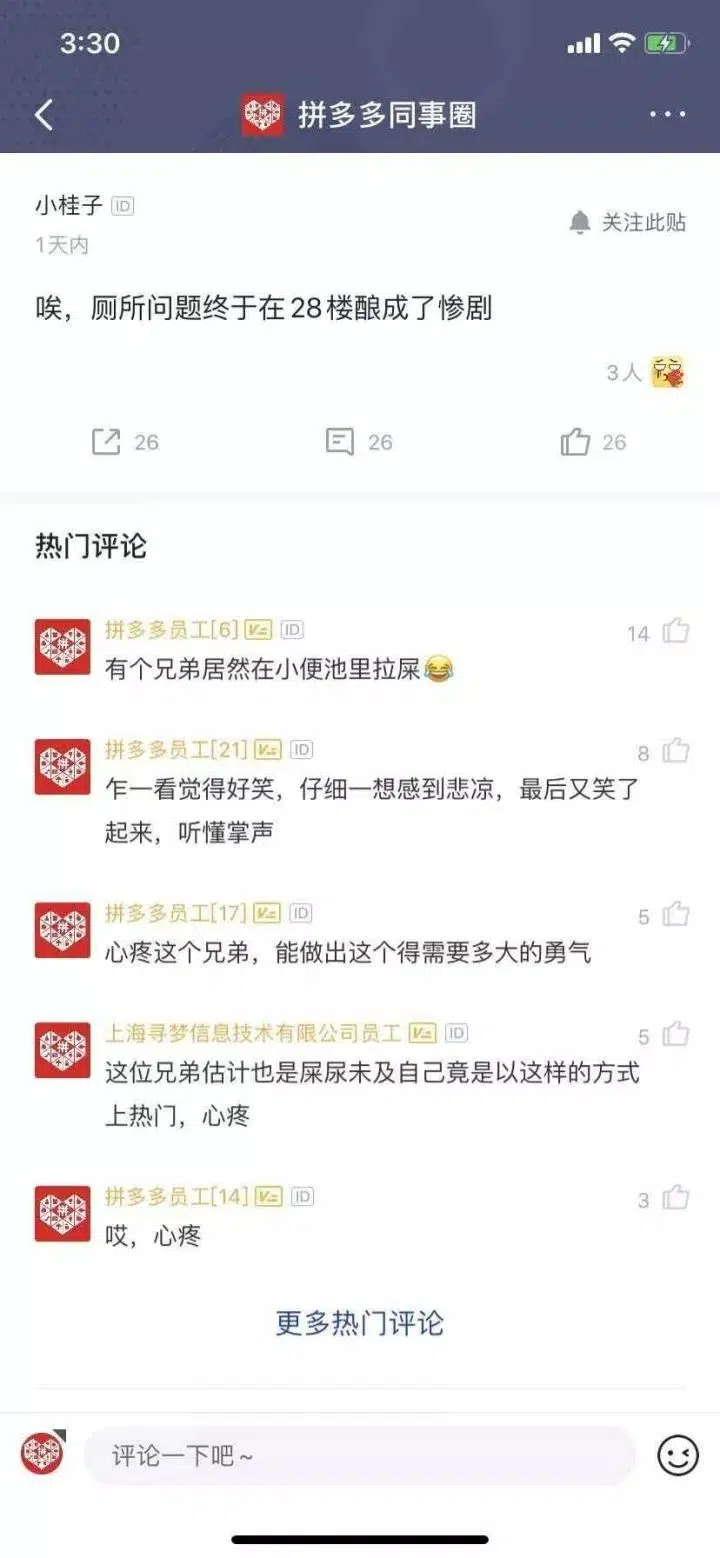 3:30
拼多多同事圈
小桂子 ID
1天内
关注此贴
唉，厕所问题终于在28楼酿成了惨剧
3人
26 26 26
热门评论
拼多多员工[6] V ID
14
有个兄弟居然在小便池里拉屎😂
拼多多员工[21] V ID
8
乍一看觉得好笑，仔细一想感到悲凉，最后又笑了
起来，听懂掌声
拼多多员工[17] V ID
5
心疼这个兄弟，能做出这个得需要多大的勇气
上海寻梦信息技术有限公司员工 V ID
5
这位兄弟估计也是屎尿未及自己竟是以这样的方式
上热门，心疼
拼多多员工[14] V ID
3
哎，心疼
更多热门评论
评论一下吧~